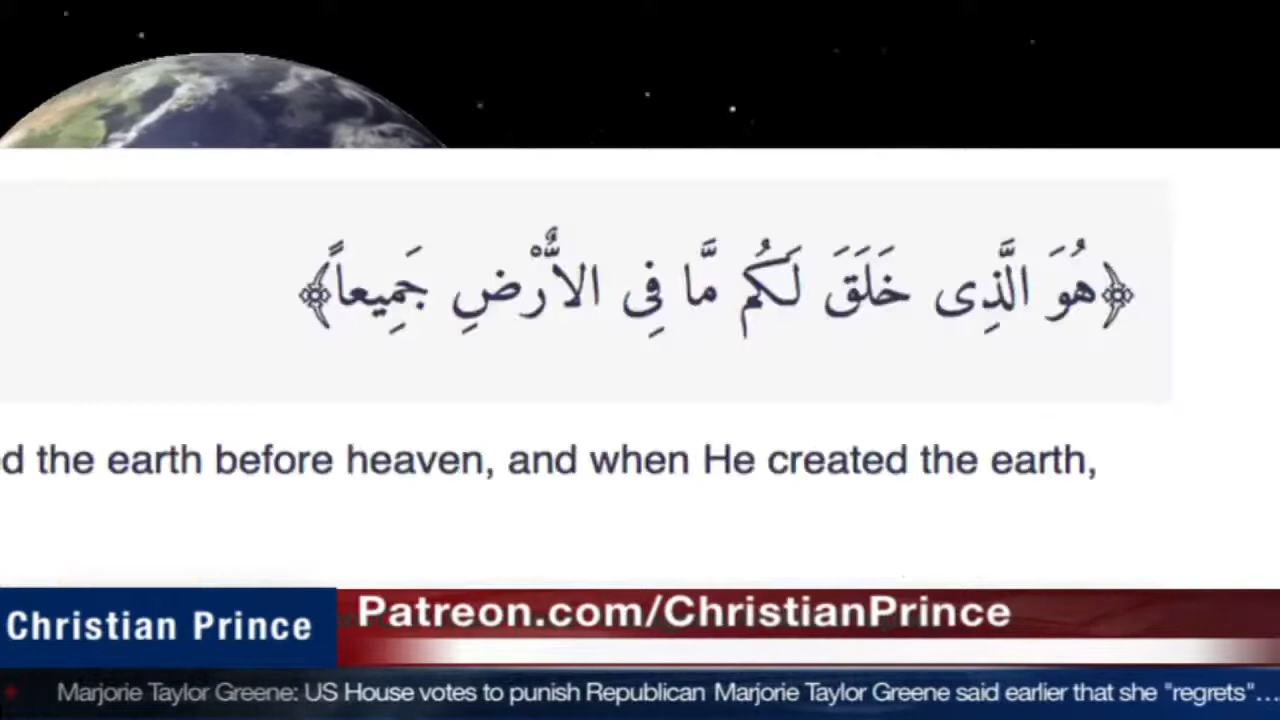 ﴿هُوَ الَّذِى خَلَقَ لَكُم مَّا فِى الاٌّرْضِ جَمِيعاً﴾
d the earth before heaven, and when He created the earth,
Christian Prince
Patreon.com/ChristianPrince
Marjorie Taylor Greene: US House votes to punish Republican Marjorie Taylor Greene said earlier that she "regrets"...